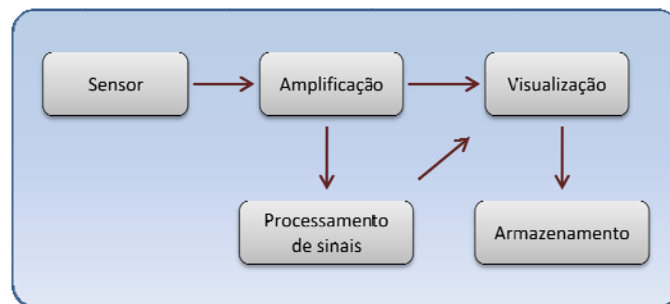 Sensor
Amplificação
Visualização
Processamento
de sinais
Armazenamento